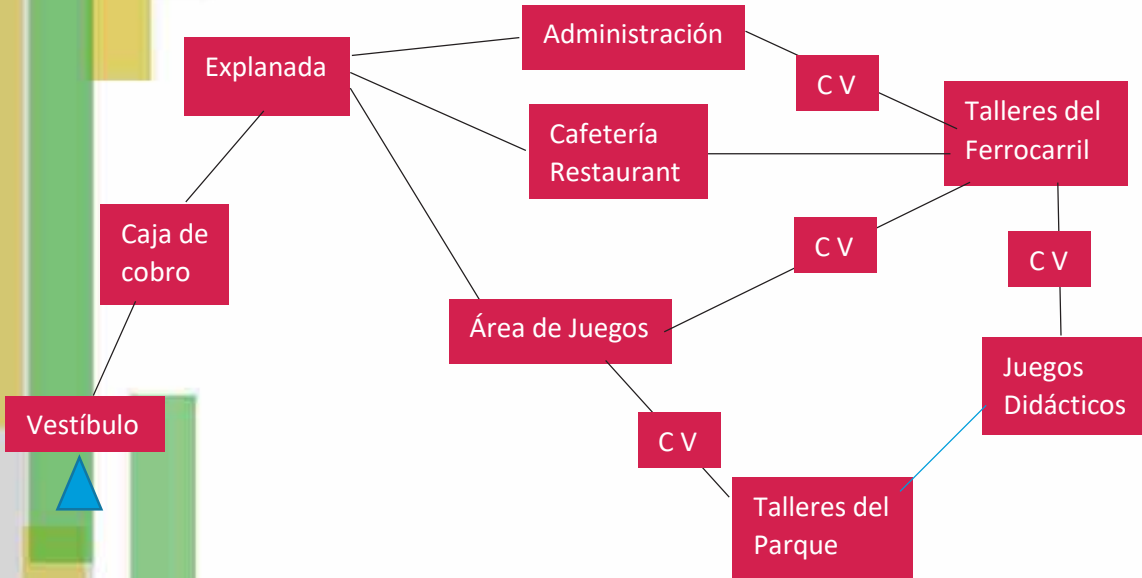 Administración
Explanada
C V
Talleres del
Ferrocarril
Cafetería
Restaurant
Caja de
cobro
C V
C V
Área de Juegos
Juegos
Didácticos
Vestíbulo
C V
Talleres del
Parque